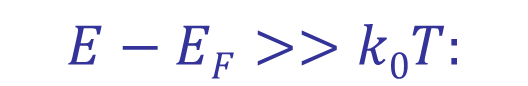 E − E_F >> k_0T: